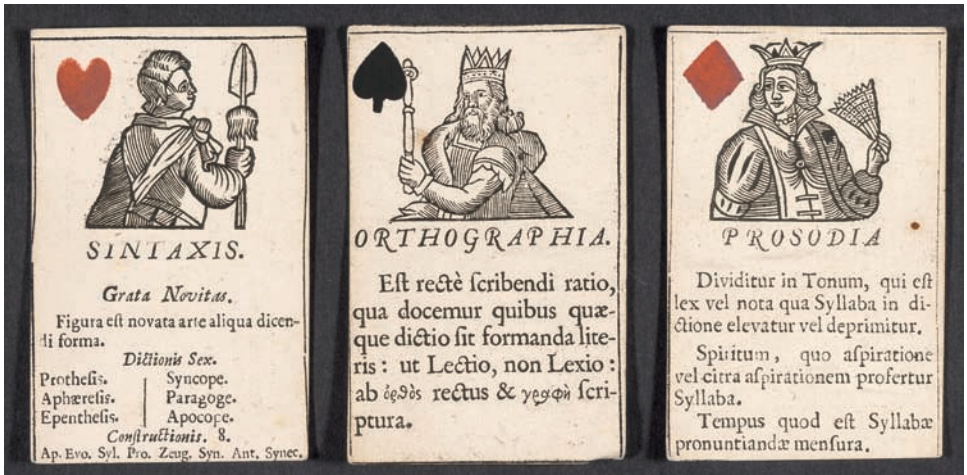 SINTAXIS.
Grata Novitas.
Figura eſt novata arte aliqua dicen-
di forma.
Dictionis Sex.
Protheſis. Syncope.
Aphæreſis. Paragoge.
Epentheſis. Apocope.
Conſtructionis. 8.
Ap. Evo. Syl. Pro. Zeug. Syn. Ant. Synec.
ORTHOGRAPHIA.
Eſt rectè ſcribendi ratio,
qua docemur quibus quæ-
que dictio ſit formanda lite-
ris : ut Lectio, non Lexio :
ab ὀρθὸς rectus & γραφὴ ſcri-
ptura.
PROSODIA
Dividitur in Tonum, qui eſt
lex vel nota qua Syllaba in di-
ctione elevatur vel deprimitur.
Spiritum, quo aſpiratione
vel citra aſpirationem profertur
Syllaba.
Tempus quod eſt Syllabæ
pronuntiandæ menſura.